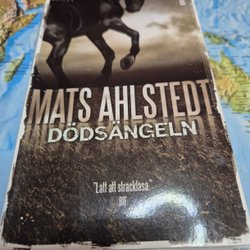 MATS AHLSTEDT
DÖDSÄNGELN
"Lätt att sträckläsa."